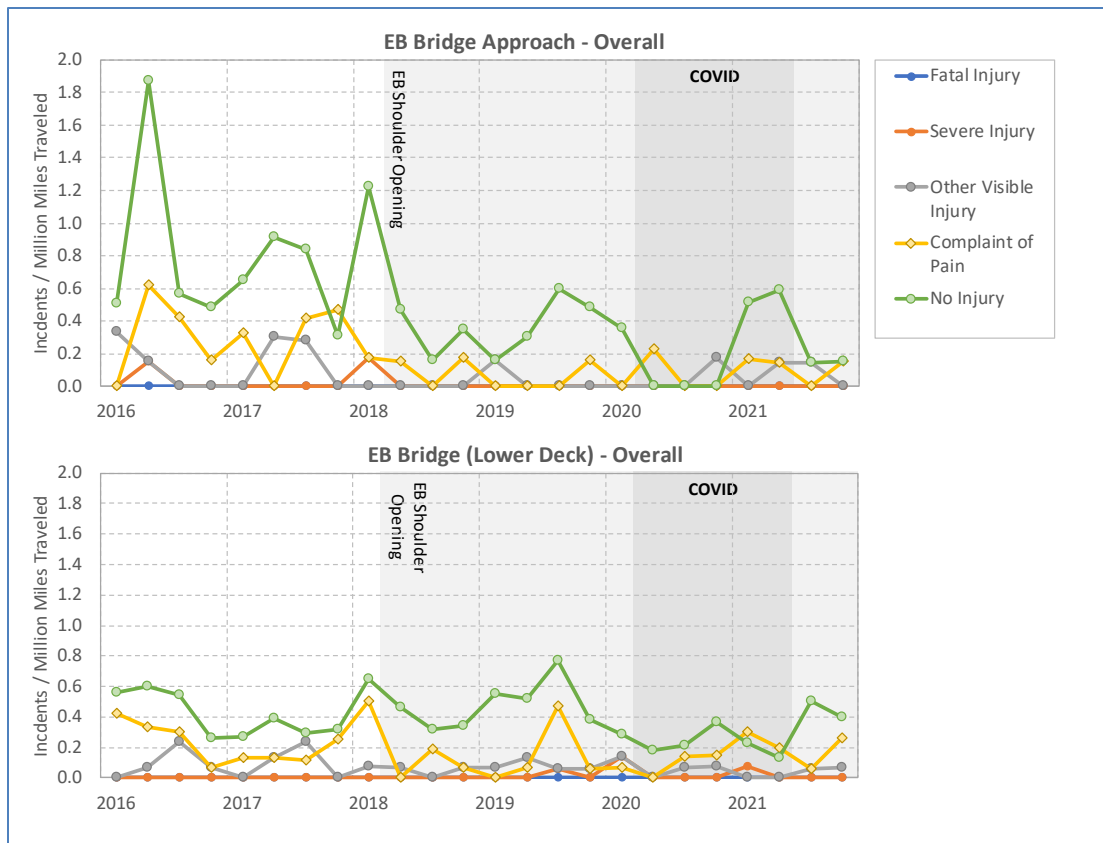 EB Bridge Approach - Overall
Incdents / Million Miles Traveled
2.0
1.8
1.6
1.4
1.2
1.0
0.8
0.6
0.4
0.2
0.0
2016
2017
2018
2019
2020
2021
EB Shoulder Opening
COVID
Fatal Injury
Severe Injury
Other Visible
Injury
Complaint of
Pain
No Injury
EB Bridge (Lower Deck) - Overall
Incdents / Million Miles Traveled
2.0
1.8
1.6
1.4
1.2
1.0
0.8
0.6
0.4
0.2
0.0
2016
2017
2018
2019
2020
2021
EB Shoulder
Opening
COVID